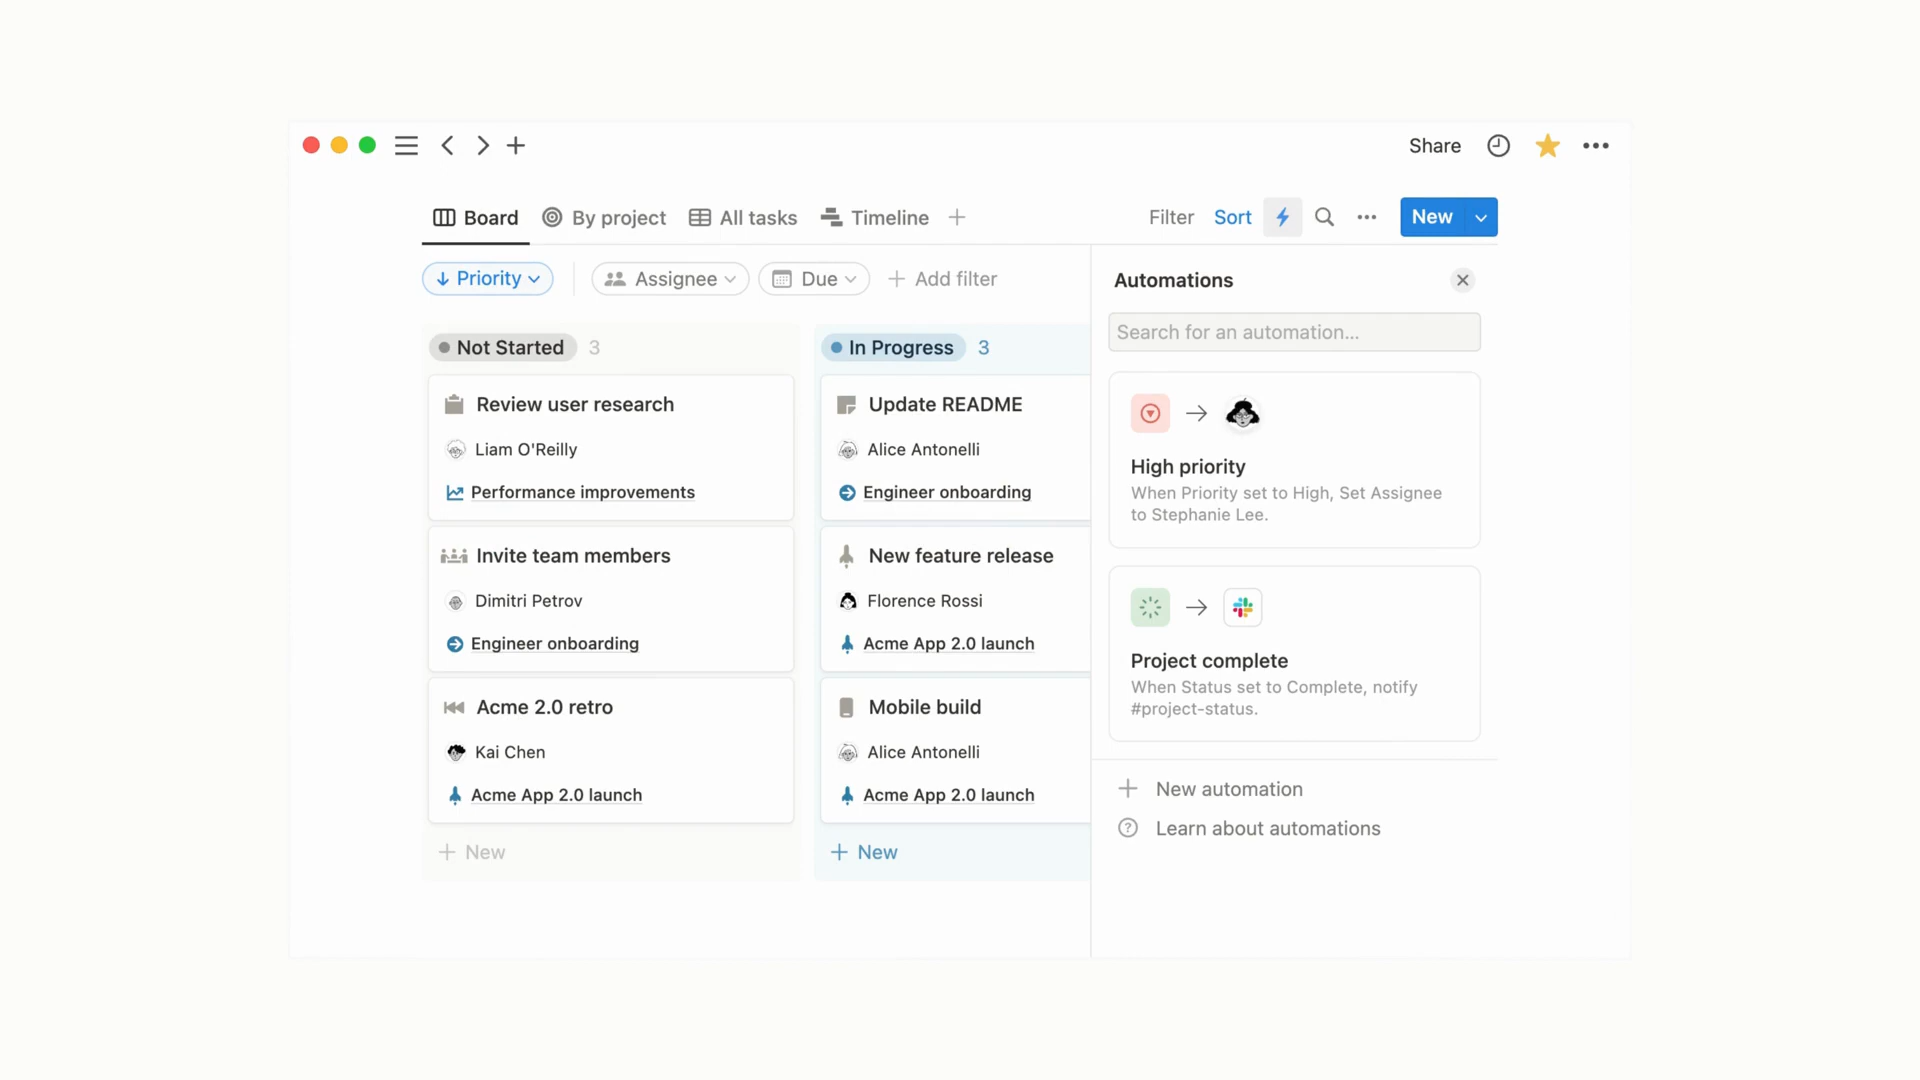 Share
Board
By project
All tasks
Timeline
Filter
Sort
New
Priority
Assignee
Due
Add filter
Not Started 3
Review user research
Liam O'Reilly
Performance improvements
Invite team members
Dimitri Petrov
Engineer onboarding
Acme 2.0 retro
Kai Chen
Acme App 2.0 launch
New
In Progress 3
Update README
Alice Antonelli
Engineer onboarding
New feature release
Florence Rossi
Acme App 2.0 launch
Mobile build
Alice Antonelli
Acme App 2.0 launch
New
Automations
Search for an automation...
High priority
When Priority set to High, Set Assignee
to Stephanie Lee.
Project complete
When Status set to Complete, notify
#project-status.
New automation
Learn about automations